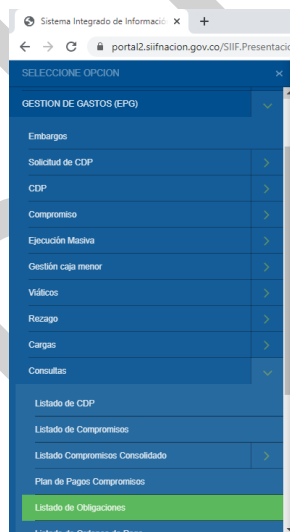 Sistema Integrado de Informació
portal2.siifnacion.gov.co/SIIF.Presentacio
SELECCIONE OPCION
GESTION DE GASTOS (EPG)
Embargos
Solicitud de CDP
CDP
Compromiso
Ejecución Masiva
Gestión caja menor
Viáticos
Rezago
Cargas
Consultas
Listado de CDP
Listado de Compromisos
Listado Compromisos Consolidado
Plan de Pagos Compromisos
Listado de Obligaciones